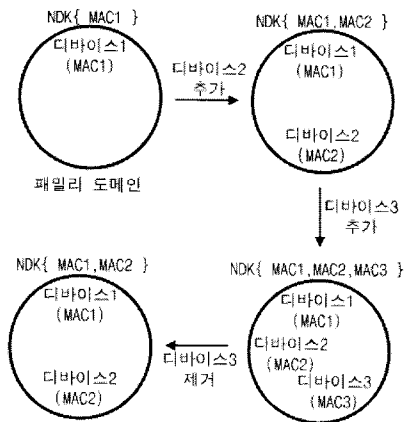 NDK{ MAC1 }
디바이스1
(MAC1)
패밀리 도메인
디바이스2
추가
NDK{ MAC1,MAC2 }
디바이스1
(MAC1)
디바이스2
(MAC2)
디바이스3
추가
NDK{ MAC1,MAC2,MAC3 }
디바이스1
(MAC1)
디바이스2
(MAC2)
디바이스3
(MAC3)
디바이스3
제거
NDK{ MAC1,MAC2 }
디바이스1
(MAC1)
디바이스2
(MAC2)